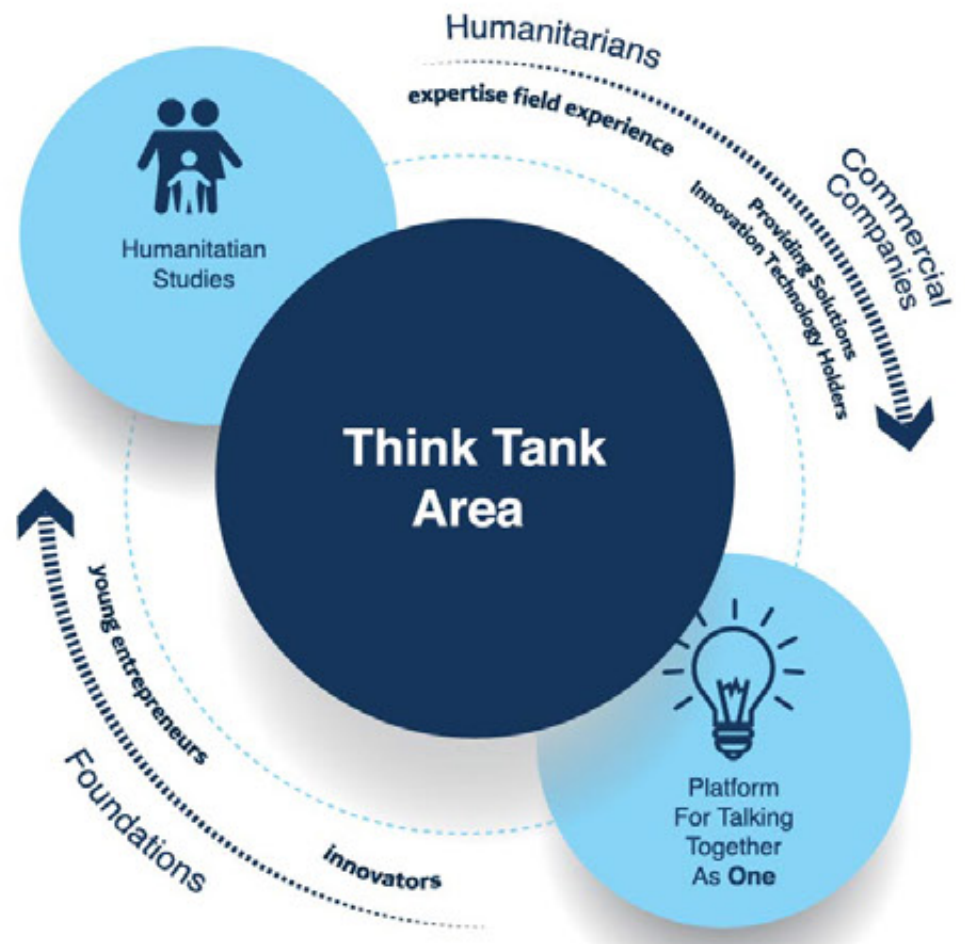 Humanitarians
expertise field experience
Commercial
Companies
Providing Solutions
Innovation Technology Holders
Humanitatian
Studies
Think Tank
Area
young entrepreneurs
Foundations
innovators
Platform
For Talking
Together
As One